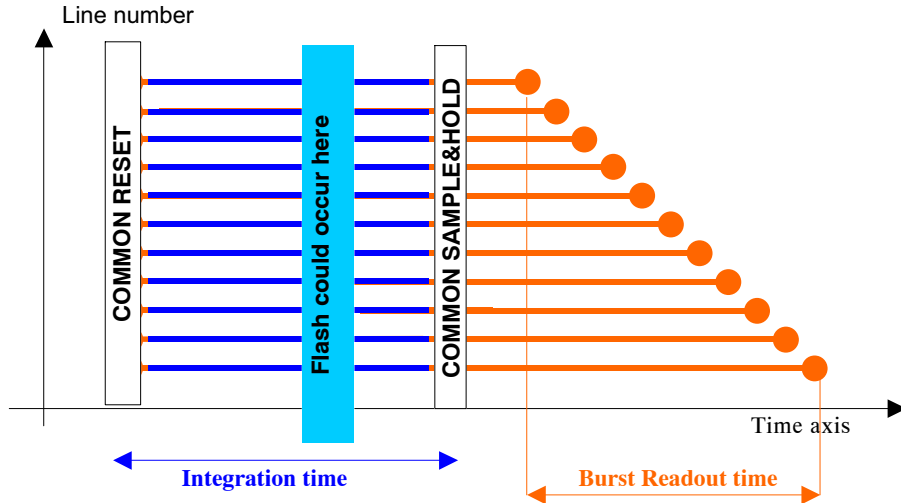 Line number
COMMON RESET
Flash could occur here
COMMON SAMPLE&HOLD
Time axis
Integration time
Burst Readout time